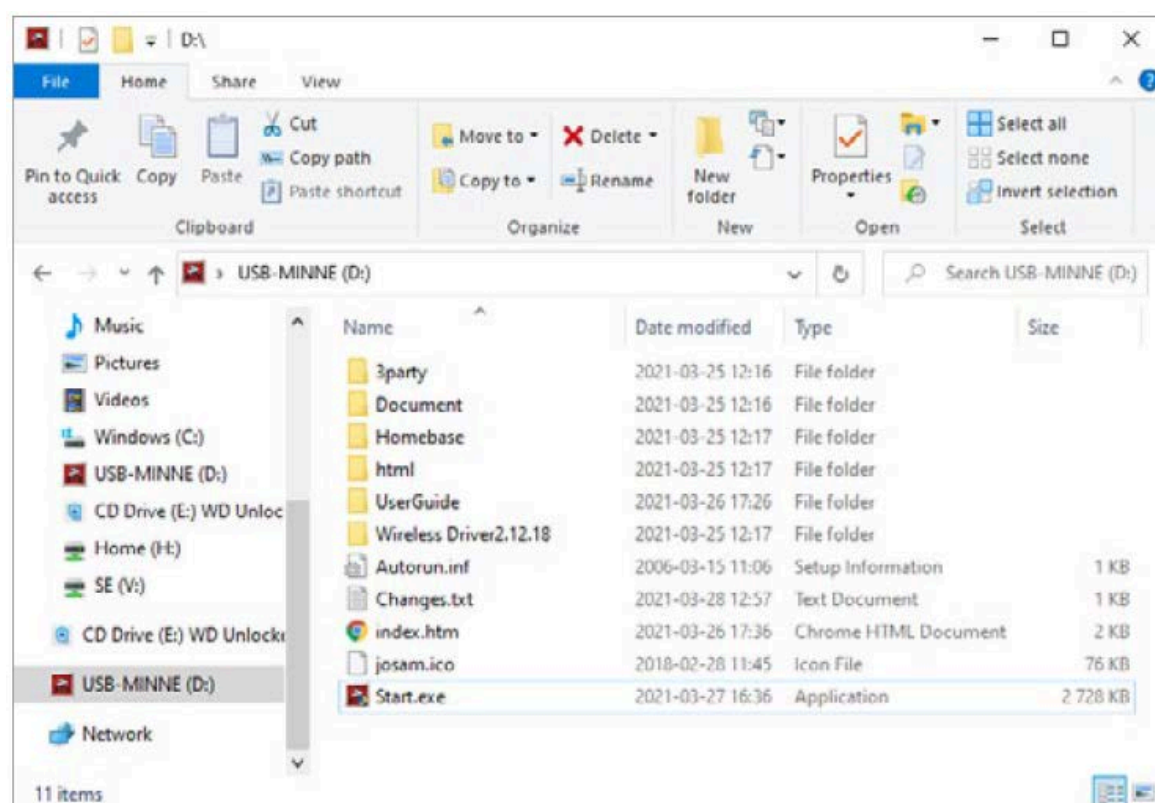 D:\
File Home Share View
Pin to Quick access
Copy
Paste
Cut
Copy path
Paste shortcut
Clipboard
Move to
Copy to
Delete
Rename
Organize
New folder
New
Properties
Open
Select all
Select none
Invert selection
Select
USB-MINNE (D:)
Search USB-MINNE (D:)
Music
Pictures
Videos
Windows (C:)
USB-MINNE (D:)
CD Drive (E:) WD Unloc
Home (H:)
SE (V:)
CD Drive (E:) WD Unlock
USB-MINNE (D:)
Network
Name Date modified Type Size
3party 2021-03-25 12:16 File folder
Document 2021-03-25 12:16 File folder
Homebase 2021-03-25 12:17 File folder
html 2021-03-25 12:17 File folder
UserGuide 2021-03-26 17:26 File folder
Wireless Driver2.12.18 2021-03-25 12:17 File folder
Autorun.inf 2006-03-15 11:06 Setup Information 1 KB
Changes.txt 2021-03-28 12:57 Text Document 1 KB
index.htm 2021-03-26 17:36 Chrome HTML Document 2 KB
josam.ico 2018-02-28 11:45 Icon File 76 KB
Start.exe 2021-03-27 16:36 Application 2 728 KB
11 items